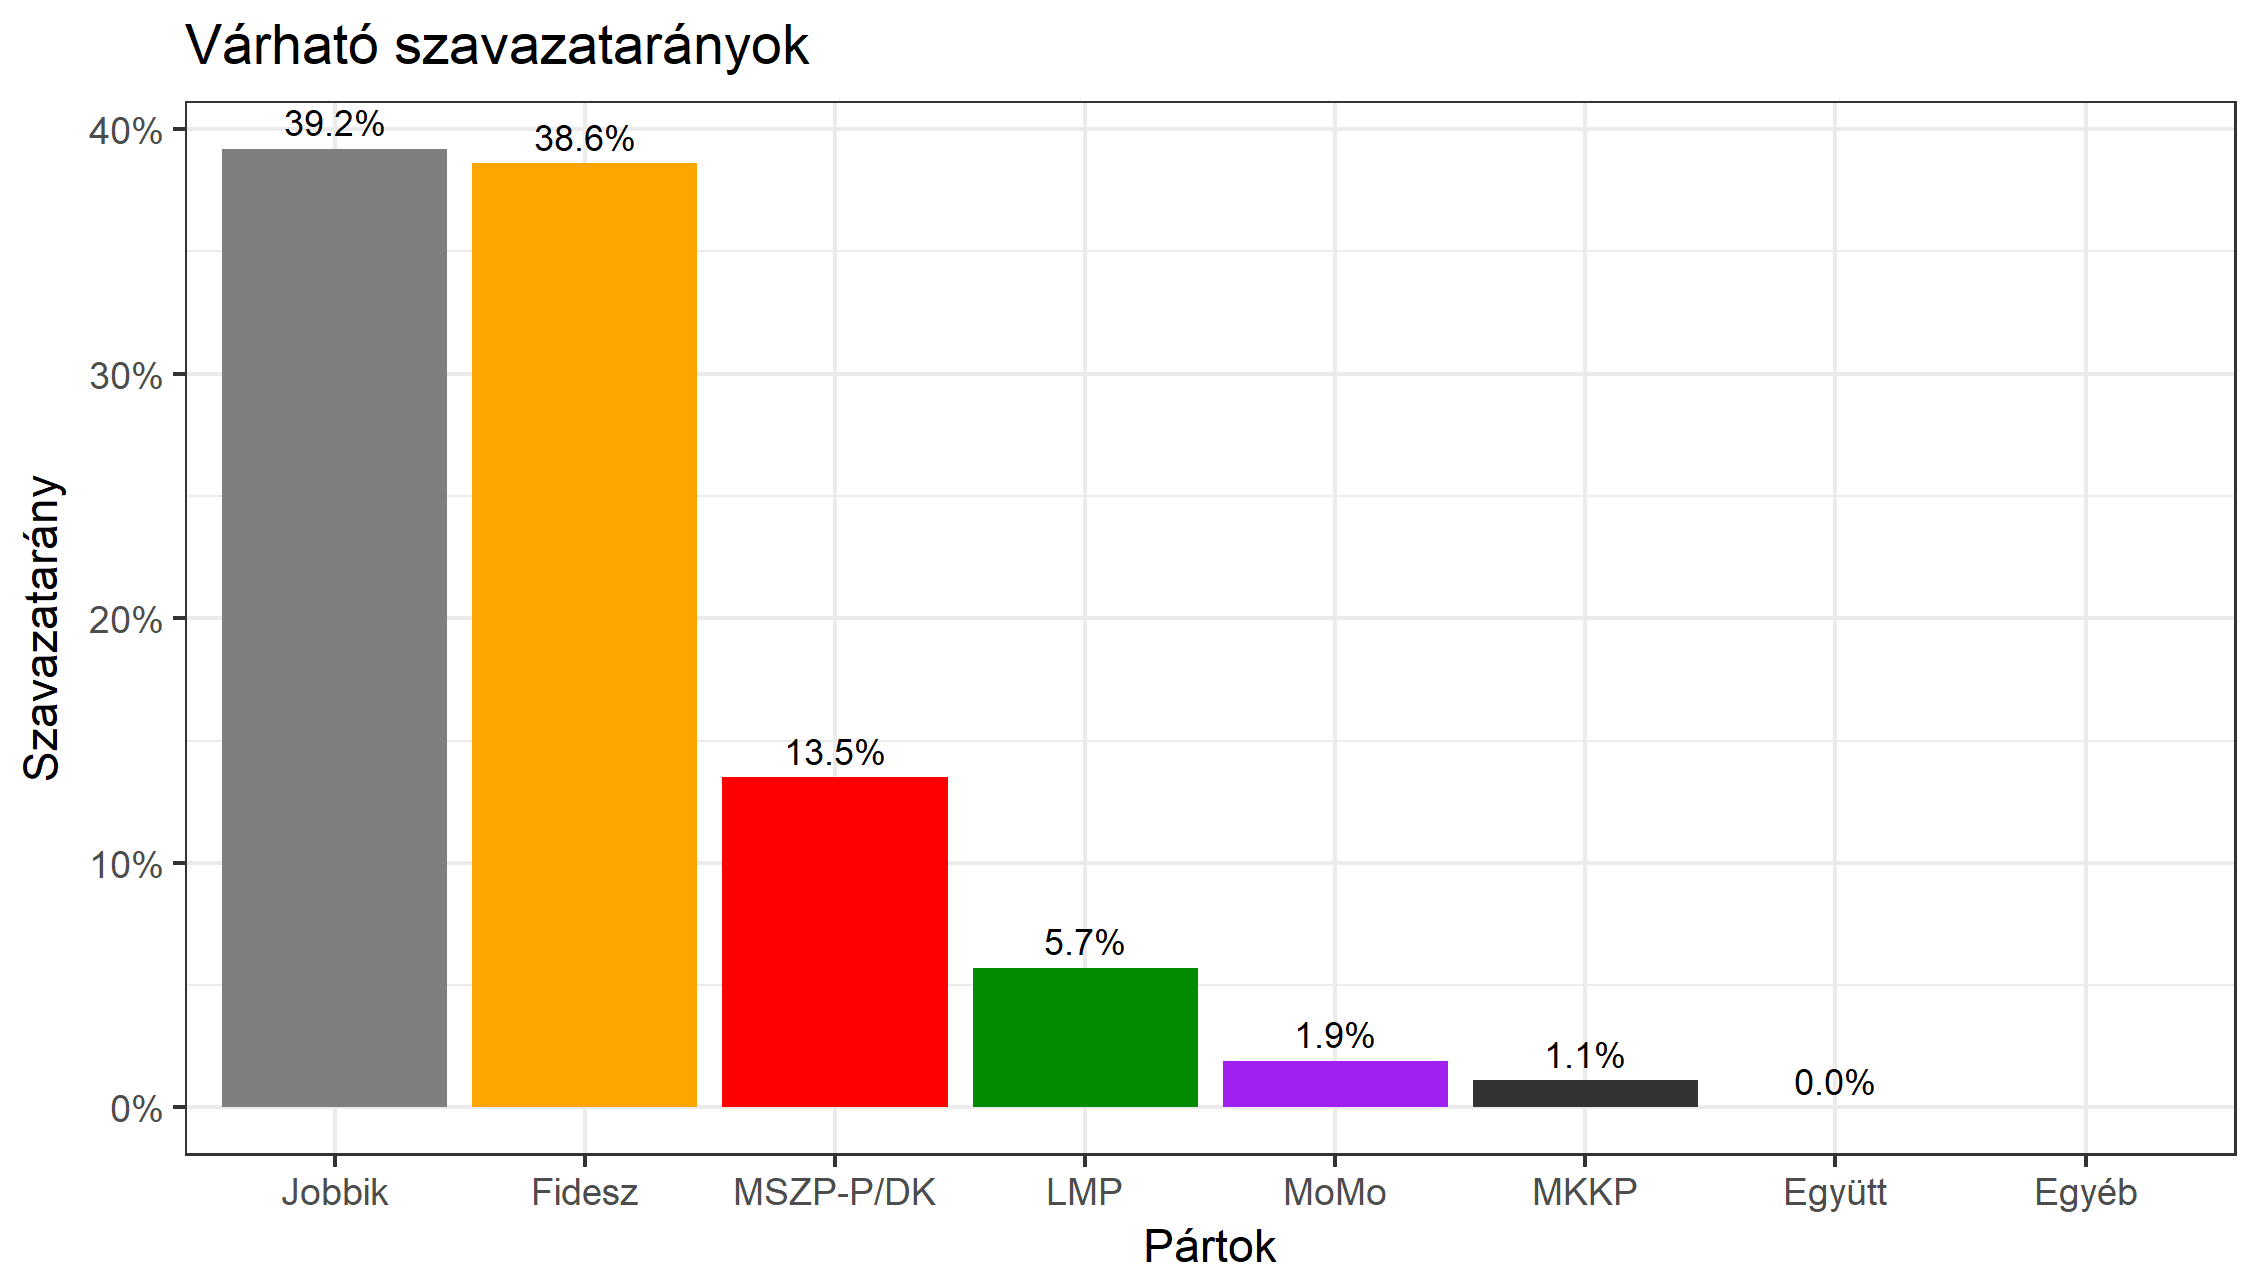 Várható szavazatarányok
39.2%
38.6%
13.5%
5.7%
1.9%
1.1%
0.0%
40%
30%
20%
10%
0%
Szavazatarány
Jobbik
Fidesz
MSZP-P/DK
LMP
MoMo
MKKP
Együtt
Egyéb
Pártok